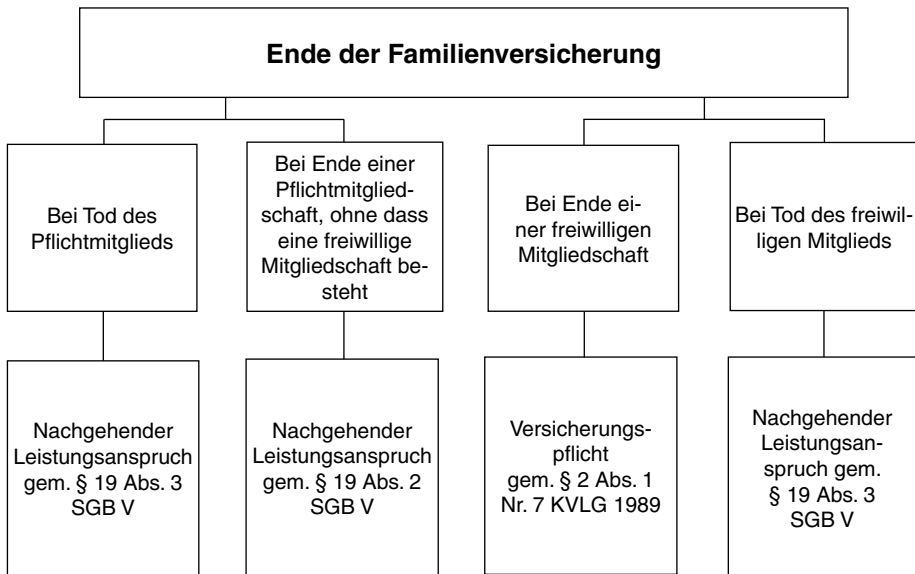 Ende der Familienversicherung
Bei Tod des
Pflichtmitglieds
Bei Ende einer
Pflichtmitglied-
schaft, ohne dass
eine freiwillige
Mitgliedschaft be-
steht
Bei Ende ei-
ner freiwilligen
Mitgliedschaft
Bei Tod des freiwil-
ligen Mitglieds
Nachgehender
Leistungsanspruch
gem. § 19 Abs. 3
SGB V
Nachgehender
Leistungsanspruch
gem. § 19 Abs. 2
SGB V
Versicherungs-
pflicht
gem. § 2 Abs. 1
Nr. 7 KVLG 1989
Nachgehender
Leistungsan-
spruch gem.
§ 19 Abs. 3
SGB V